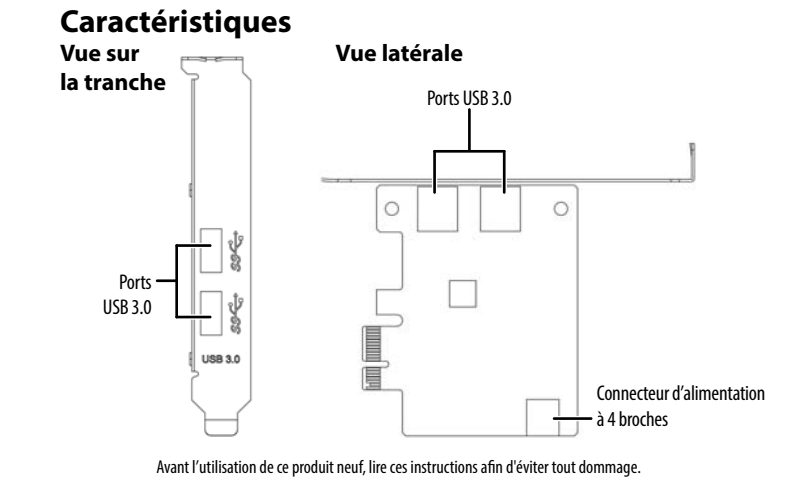 Caractéristiques
Vue sur
la tranche
Vue latérale
Ports USB 3.0
Ports
USB 3.0
USB 3.0
Connecteur d'alimentation
à 4 broches
Avant l'utilisation de ce produit neuf, lire ces instructions afin d'éviter tout dommage.